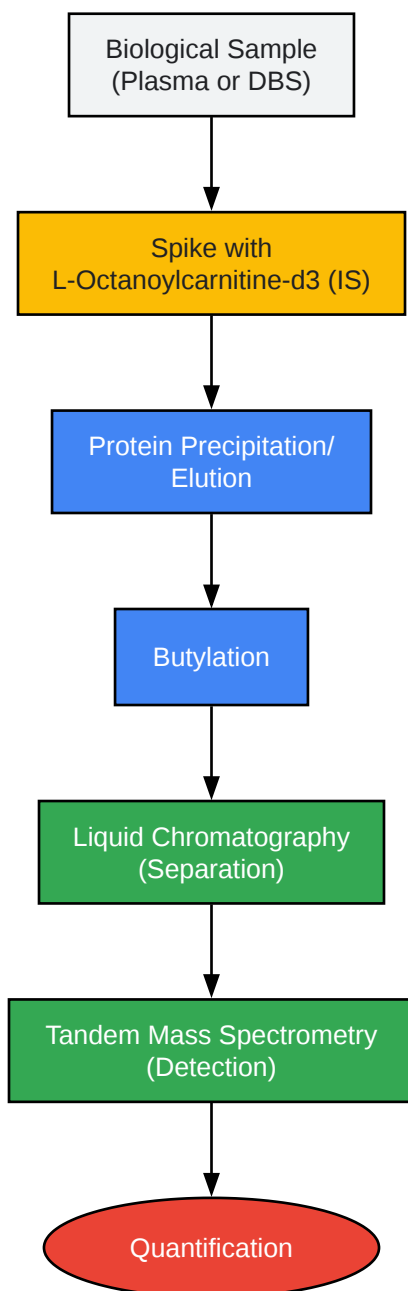 Biological Sample
(Plasma or DBS)
Spike with
L-Octanoylcarnitine-d3 (IS)
Protein Precipitation/
Elution
Butylation
Liquid Chromatography
(Separation)
Tandem Mass Spectrometry
(Detection)
Quantification